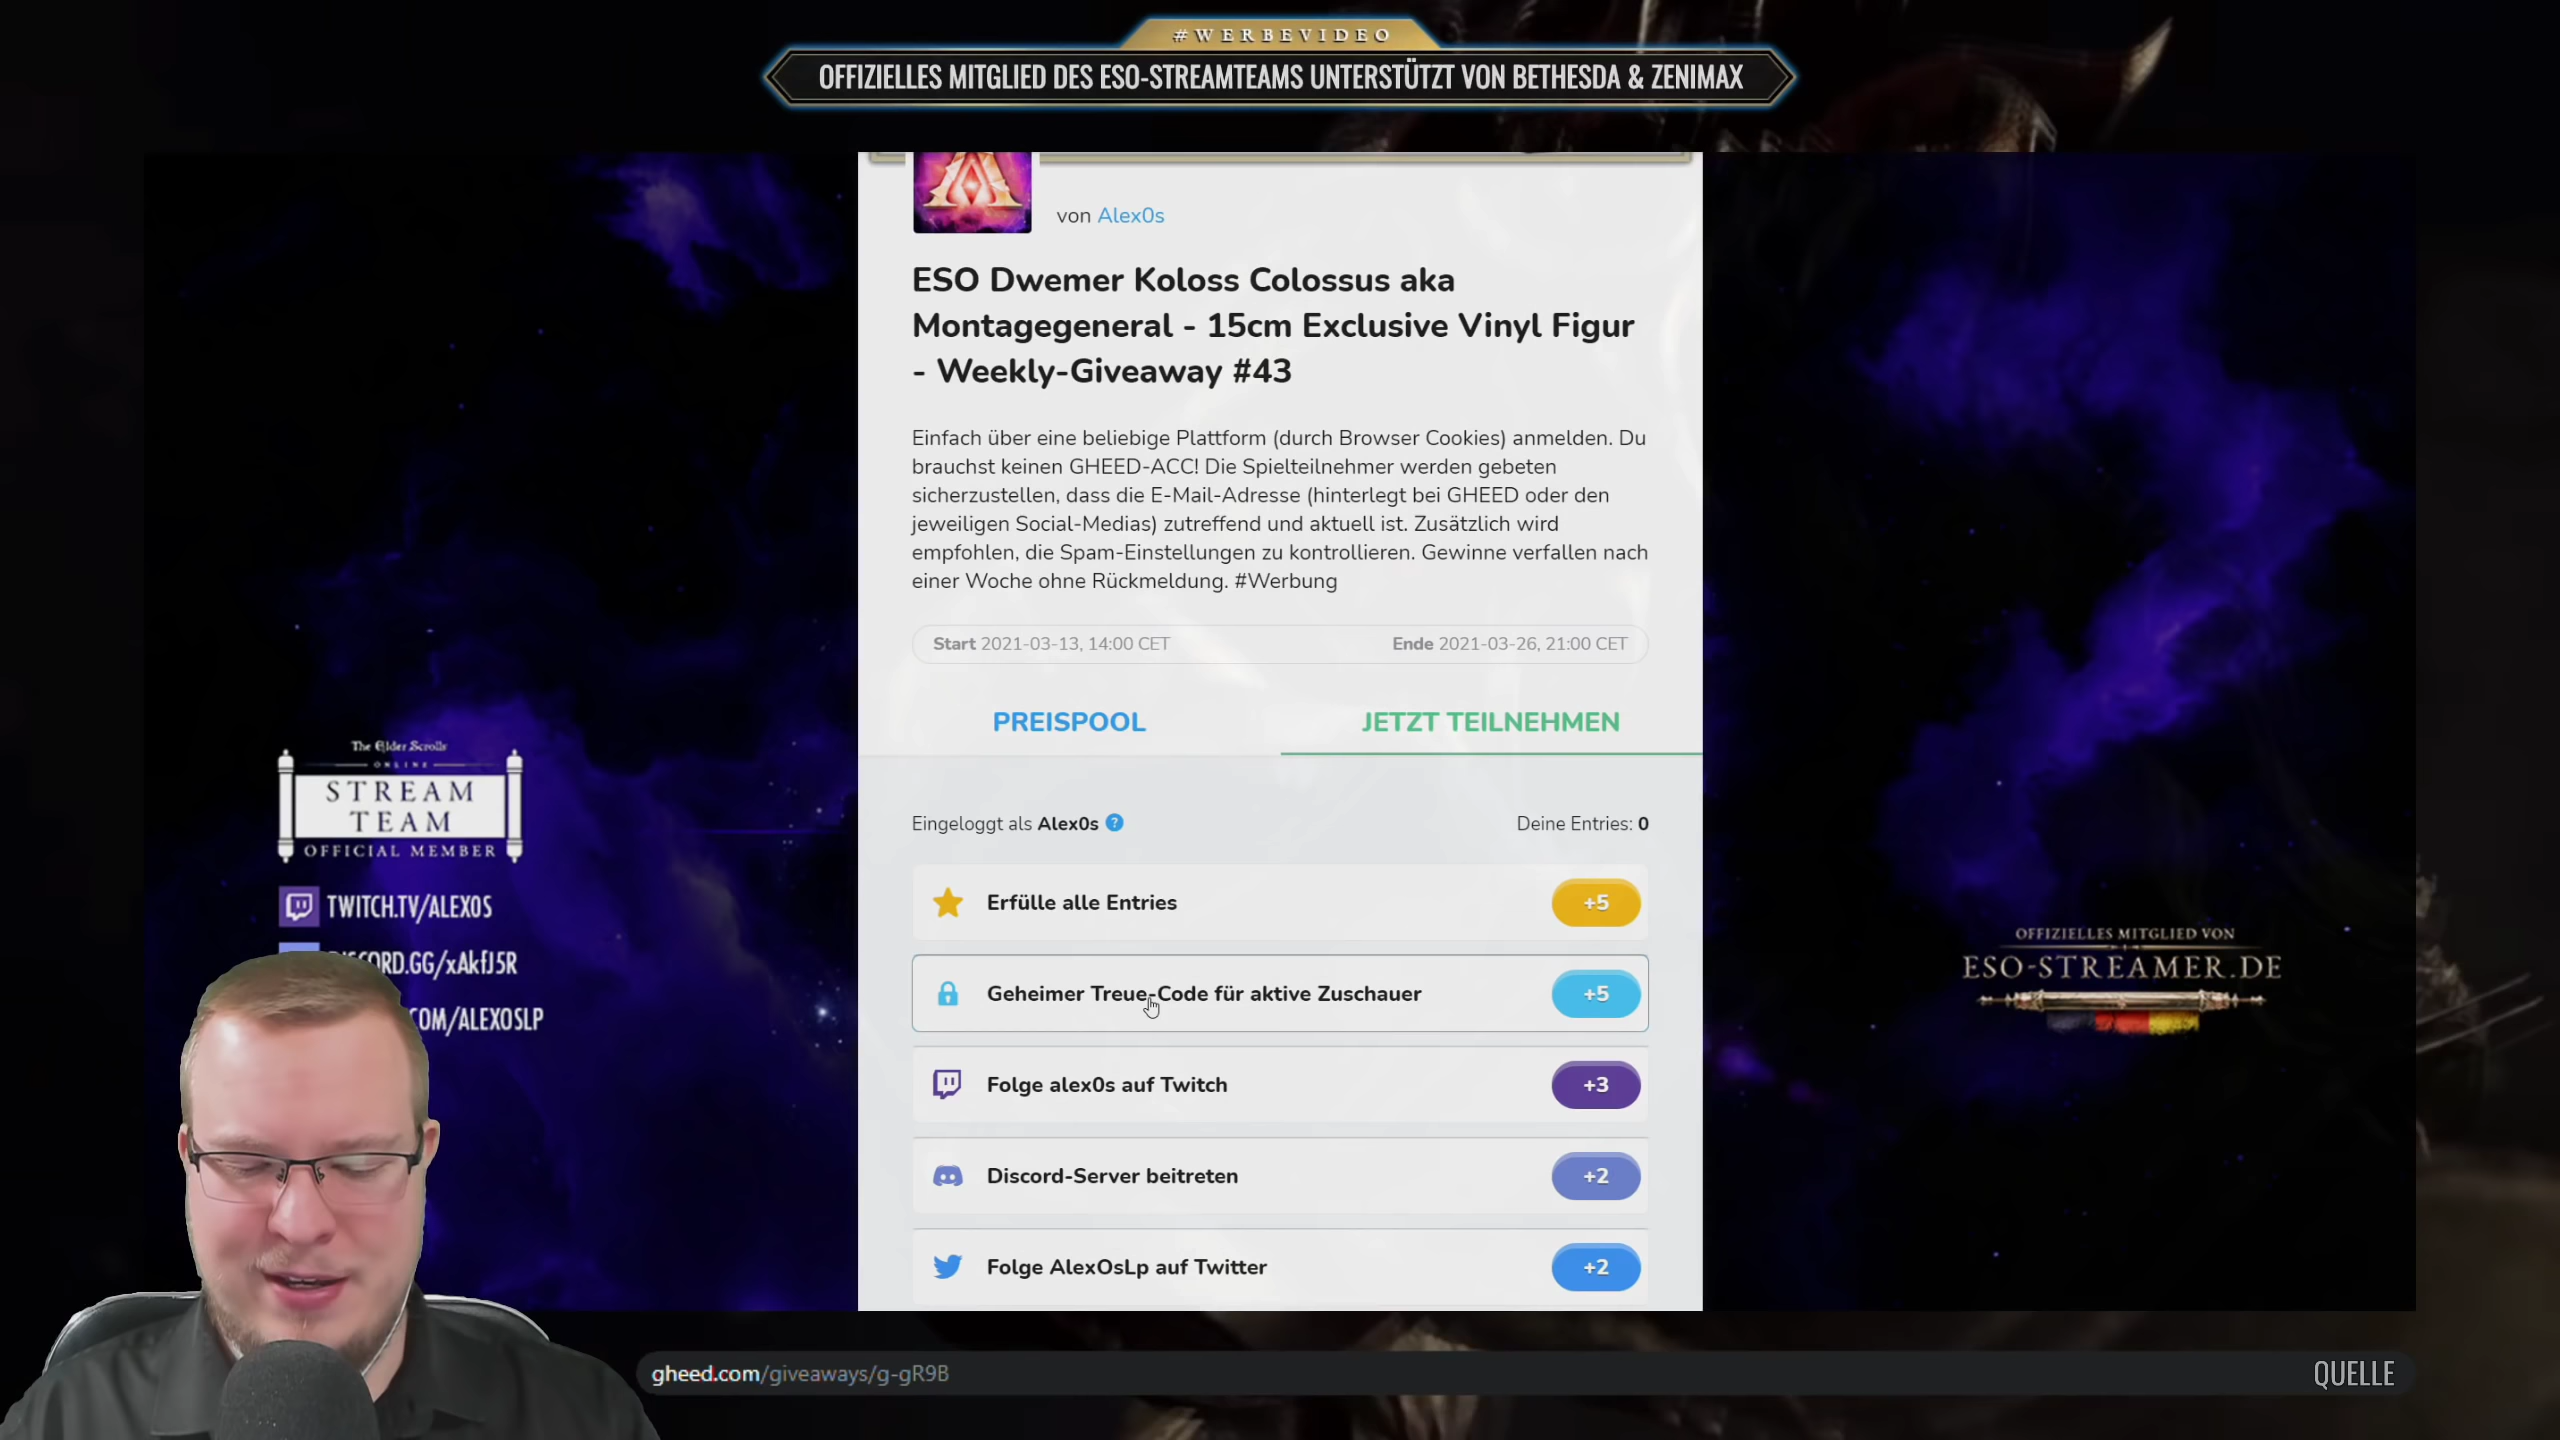 #WERBEVIDEO
OFFIZIELLES MITGLIED DES ESO-STREAMTEAMS UNTERSTÜTZT VON BETHESDA & ZENIMAX
von Alex0s
ESO Dwemer Koloss Colossus aka
Montagegeneral - 15cm Exclusive Vinyl Figur
- Weekly-Giveaway #43
Einfach über eine beliebige Plattform (durch Browser Cookies) anmelden. Du
brauchst keinen GHEED-ACC! Die Spielteilnehmer werden gebeten
sicherzustellen, dass die E-Mail-Adresse (hinterlegt bei GHEED oder den
jeweiligen Social-Medias) zutreffend und aktuell ist. Zusätzlich wird
empfohlen, die Spam-Einstellungen zu kontrollieren. Gewinne verfallen nach
einer Woche ohne Rückmeldung. #Werbung
Start 2021-03-13, 14:00 CET Ende 2021-03-26, 21:00 CET
PREISPOOL JETZT TEILNEHMEN
Eingeloggt als Alex0s ? Deine Entries: 0
Erfülle alle Entries +5
Geheimer Treue-Code für aktive Zuschauer +5
Folge alex0s auf Twitch +3
Discord-Server beitreten +2
Folge AlexOsLp auf Twitter +2
The Elder Scrolls
ONLINE
STREAM
TEAM
OFFICIAL MEMBER
TWITCH.TV/ALEX0S
CORD.GG/xAkfJ5R
COM/ALEXOSLP
OFFIZIELLES MITGLIED VON
ESO-STREAMER.DE
gheed.com/giveaways/g-gR9B
QUELLE